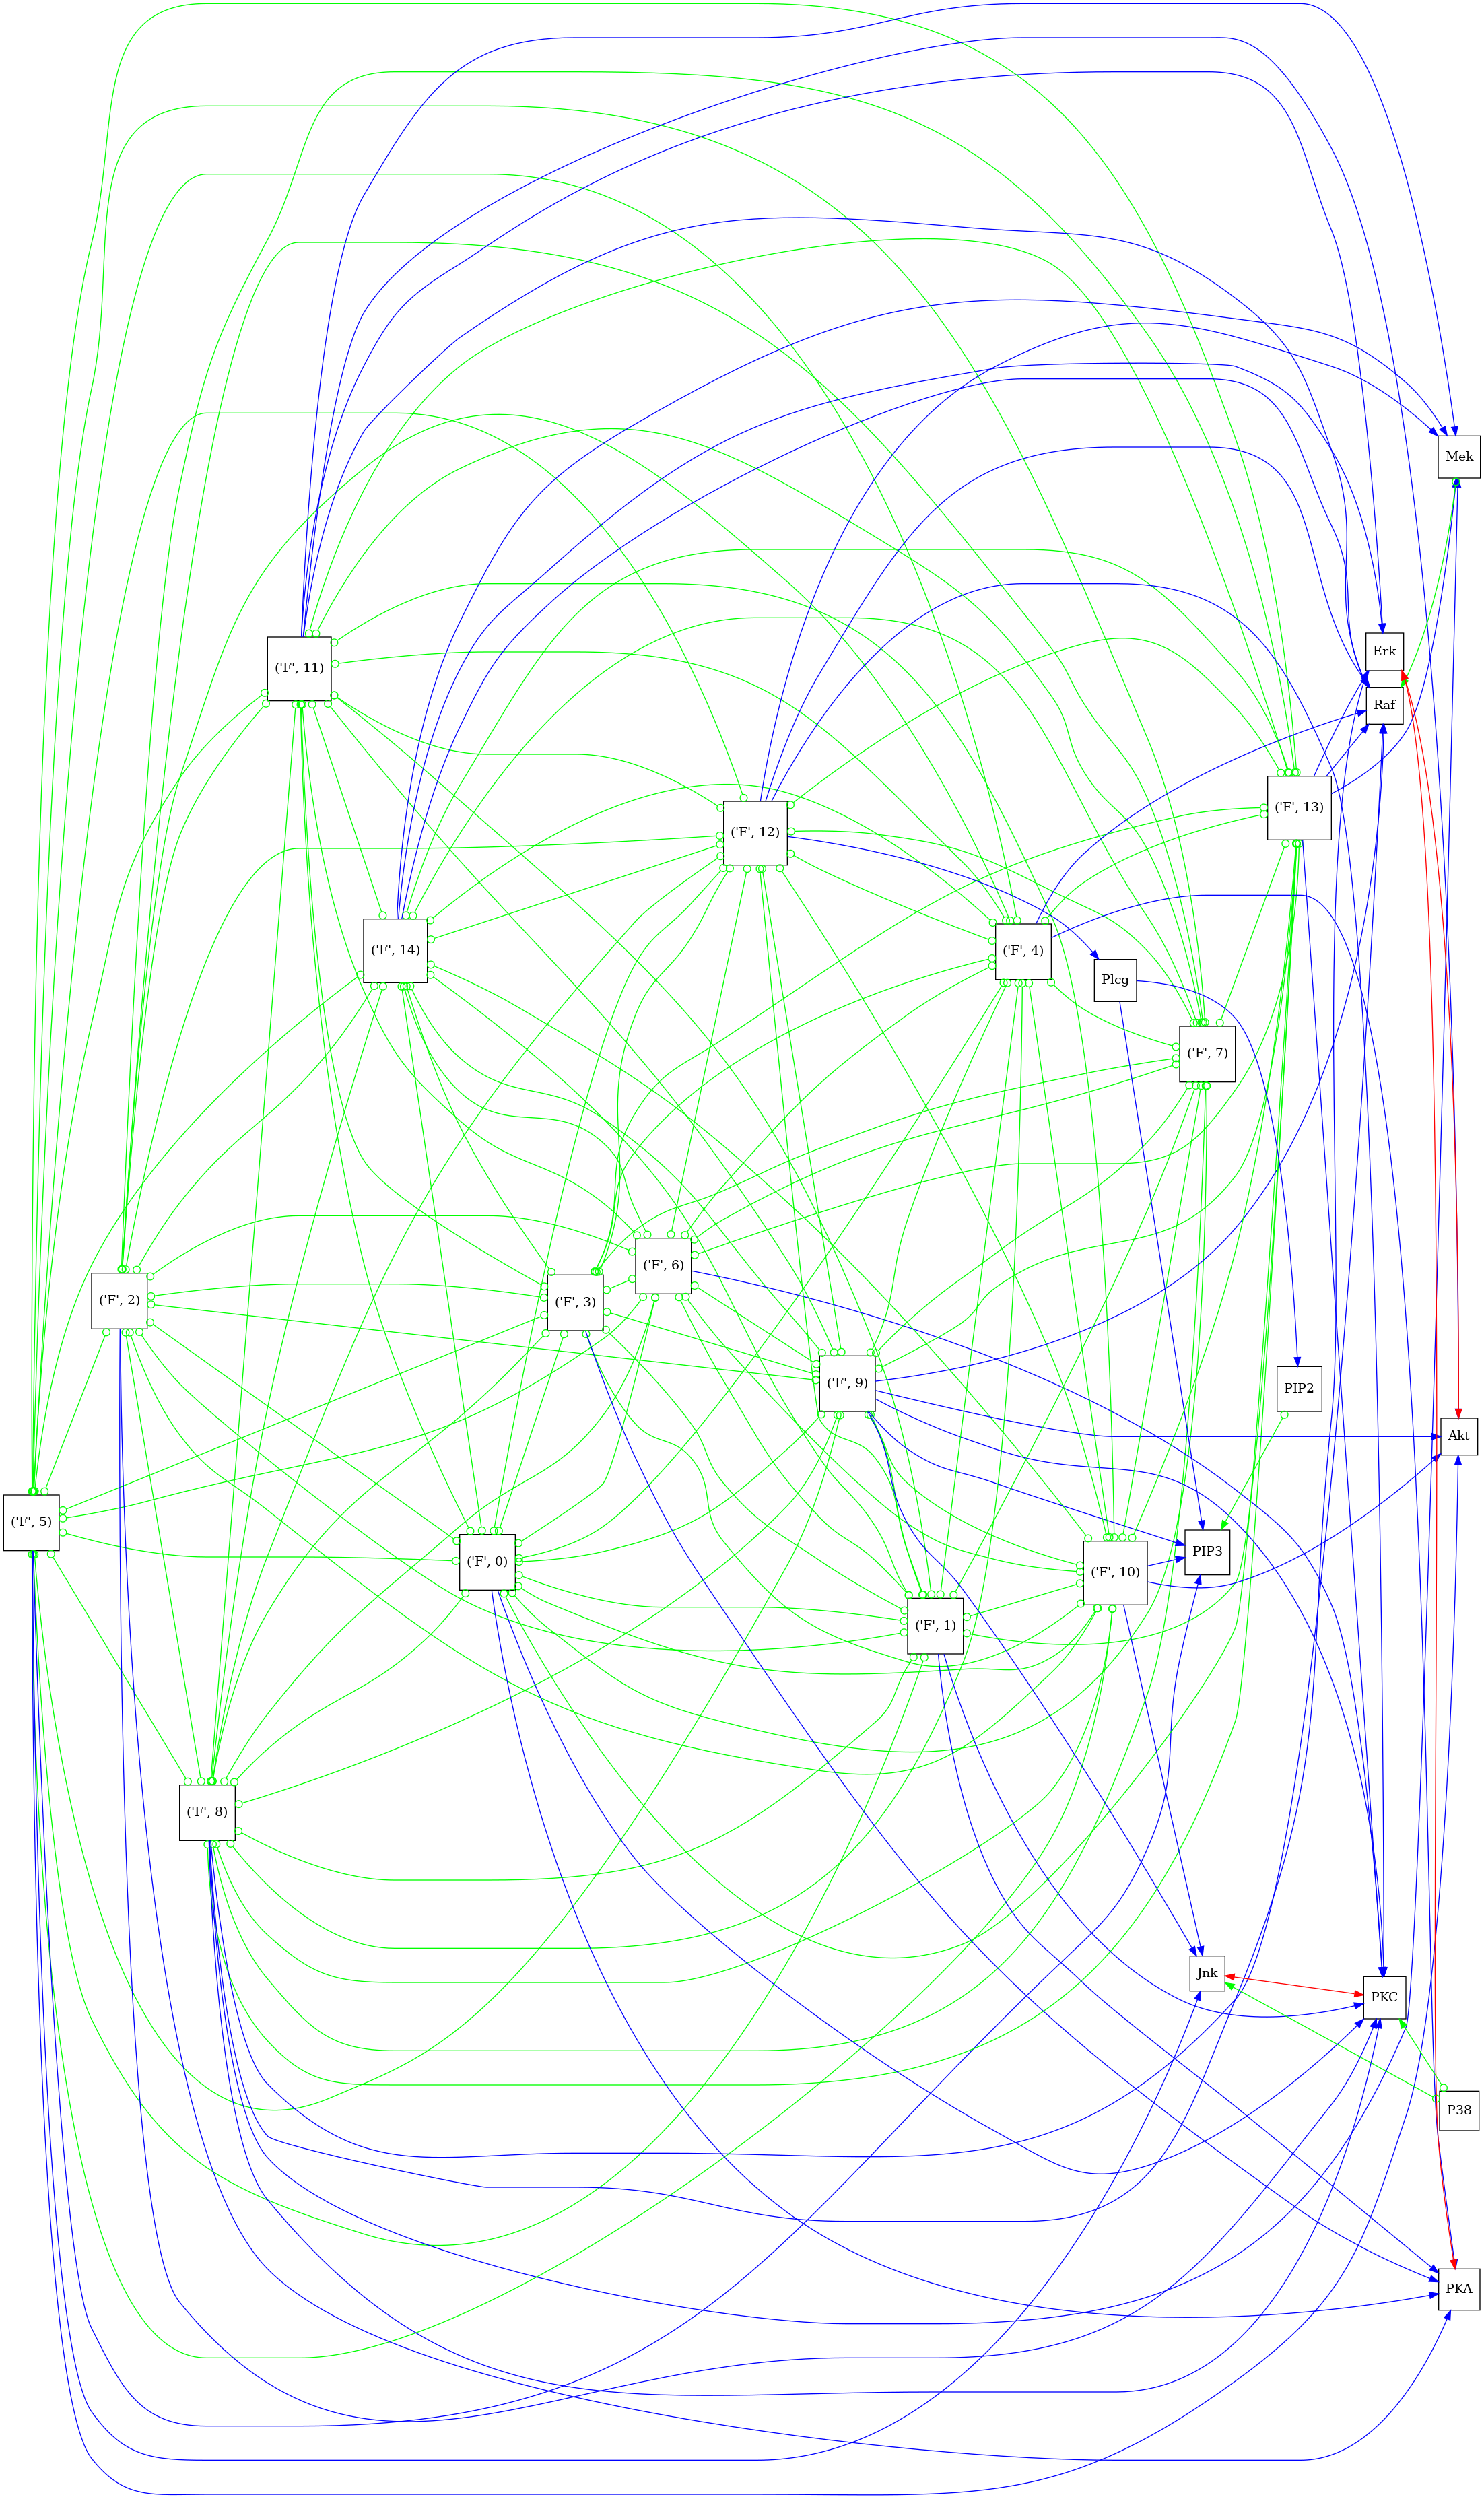 Mek
Erk
('F', 11)
Raf
('F', 13)
('F', 12)
('F', 14)
('F', 4)
Plcg
('F', 7)
('F', 6)
('F', 2)
('F', 3)
('F', 9)
PIP2
Akt
('F', 5)
('F', 0)
PIP3
('F', 10)
('F', 1)
('F', 8)
Jnk
PKC
P38
PKA